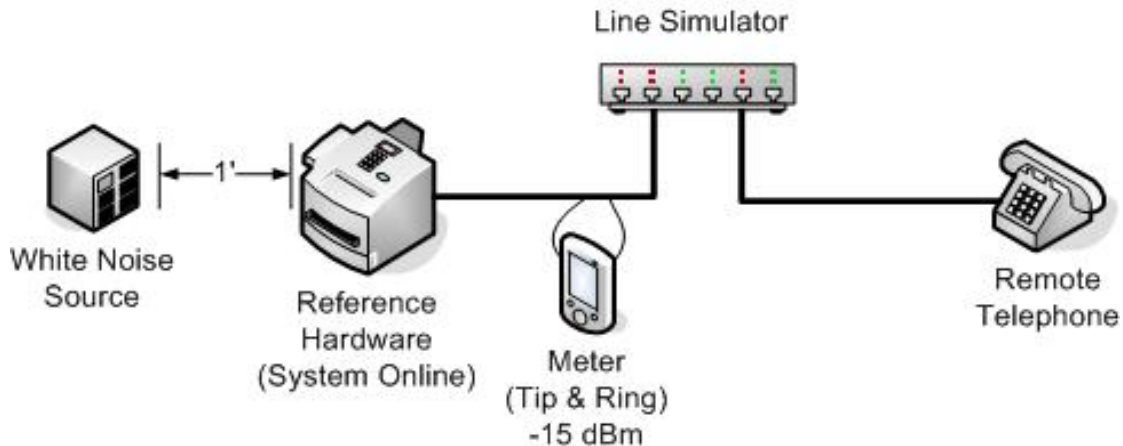 Line Simulator
1'
White Noise
Source
Reference
Hardware
(System Online)
Meter
(Tip & Ring)
-15 dBm
Remote
Telephone